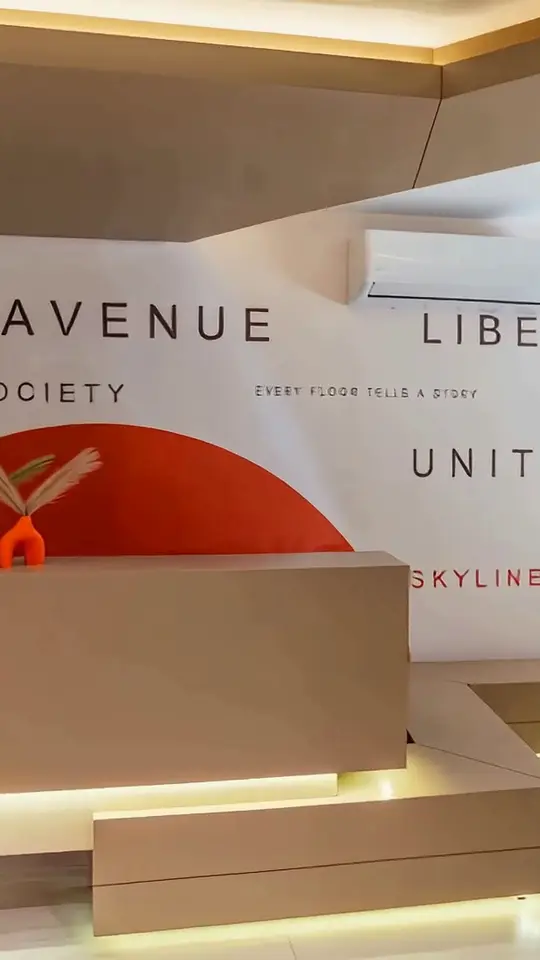 AVENUE
LIBE
OCIETY
EVERY FLOOR TELLS A STORY
UNIT
SKYLINE